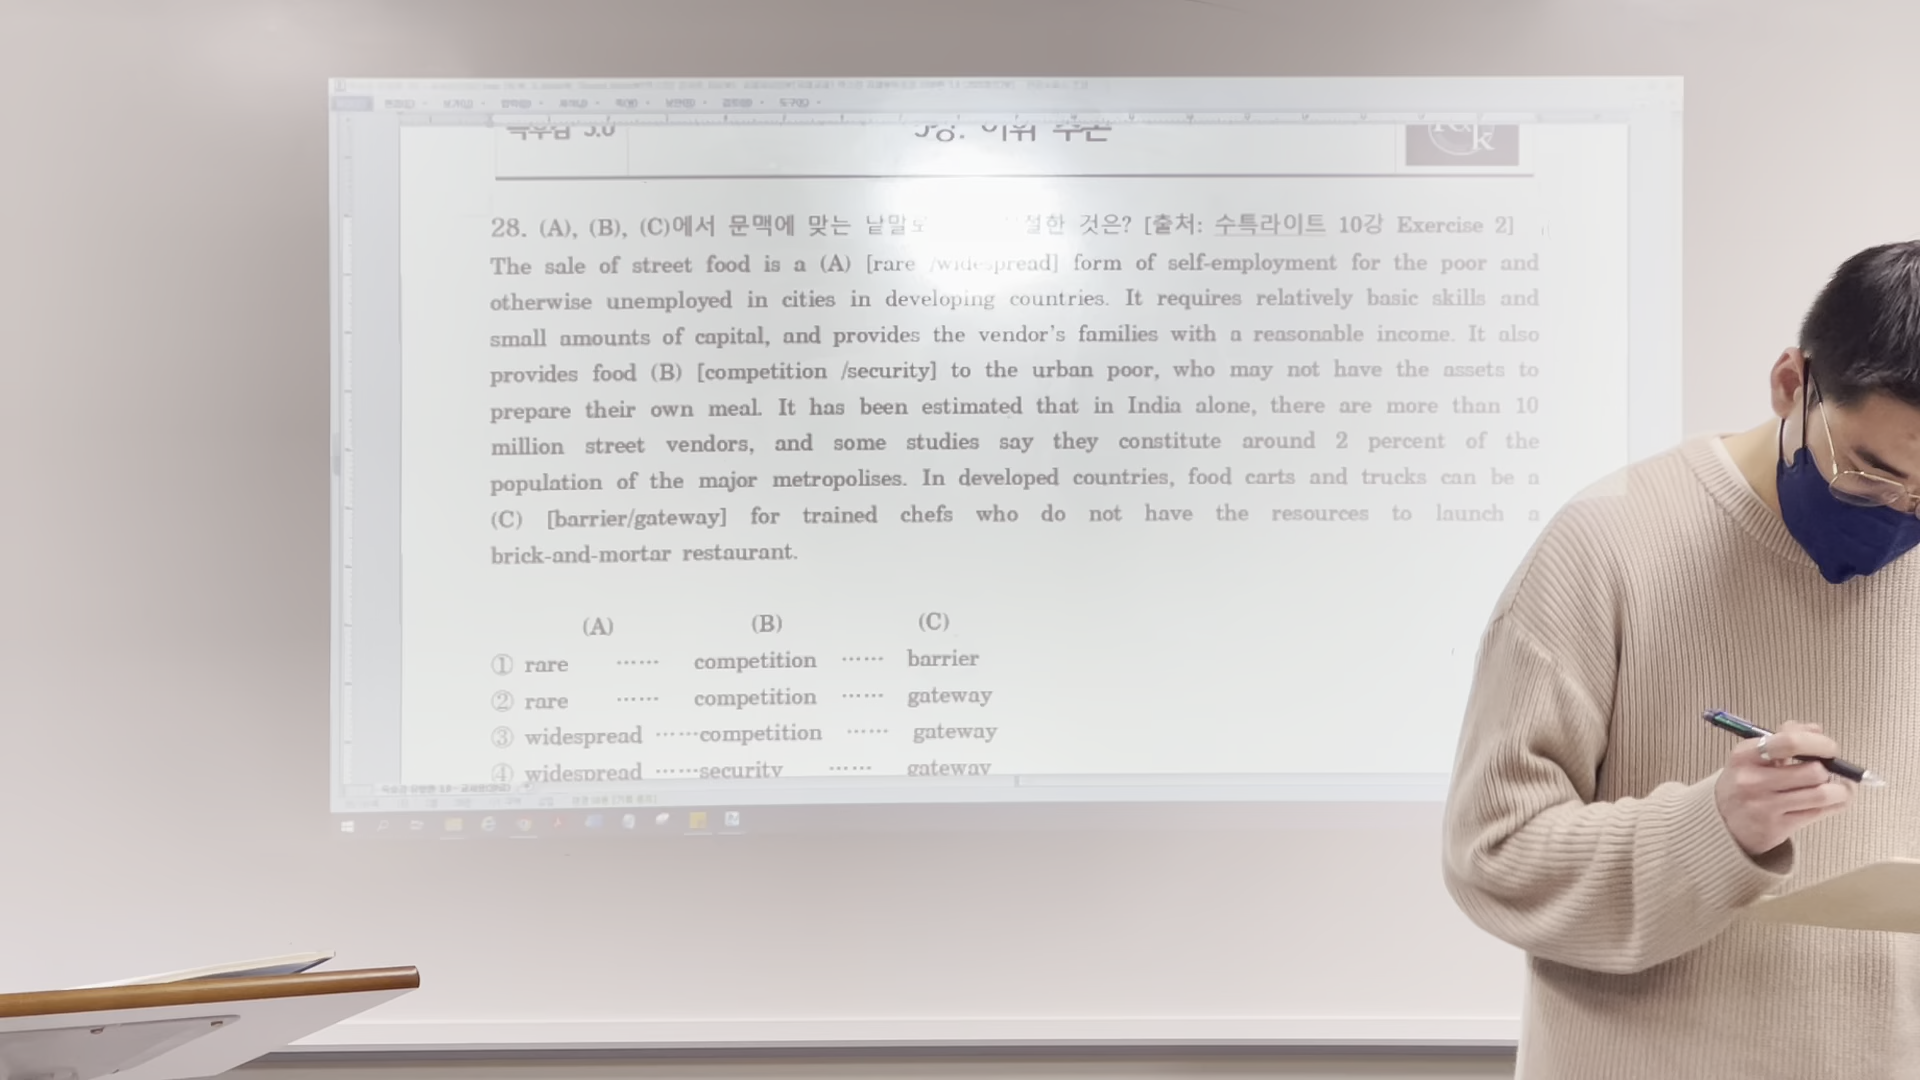 28. (A), (B), (C)에서 문맥에 맞는 낱말로 것은? [출처: 수특라이트 10강 Exercise 2]
The sale of street food is a (A) [rare /widespread] form of self-employment for the poor and
otherwise unemployed in cities in developing countries. It requires relatively basic skills and
small amounts of capital, and provides the vendor's families with a reasonable income. It also
provides food (B) [competition /security] to the urban poor, who may not have the assets to
prepare their own meal. It has been estimated that in India alone, there are more than 10
million street vendors, and some studies say they constitute around 2 percent of the
population of the major metropolises. In developed countries, food carts and trucks can be a
(C) [barrier/gateway] for trained chefs who do not have the resources to launch a
brick-and-mortar restaurant.
(A) (B) (C)
① rare ⋯⋯ competition ⋯⋯ barrier
② rare ⋯⋯ competition ⋯⋯ gateway
③ widespread ⋯⋯competition ⋯⋯ gateway
④ widespread ⋯⋯security ⋯⋯ gateway